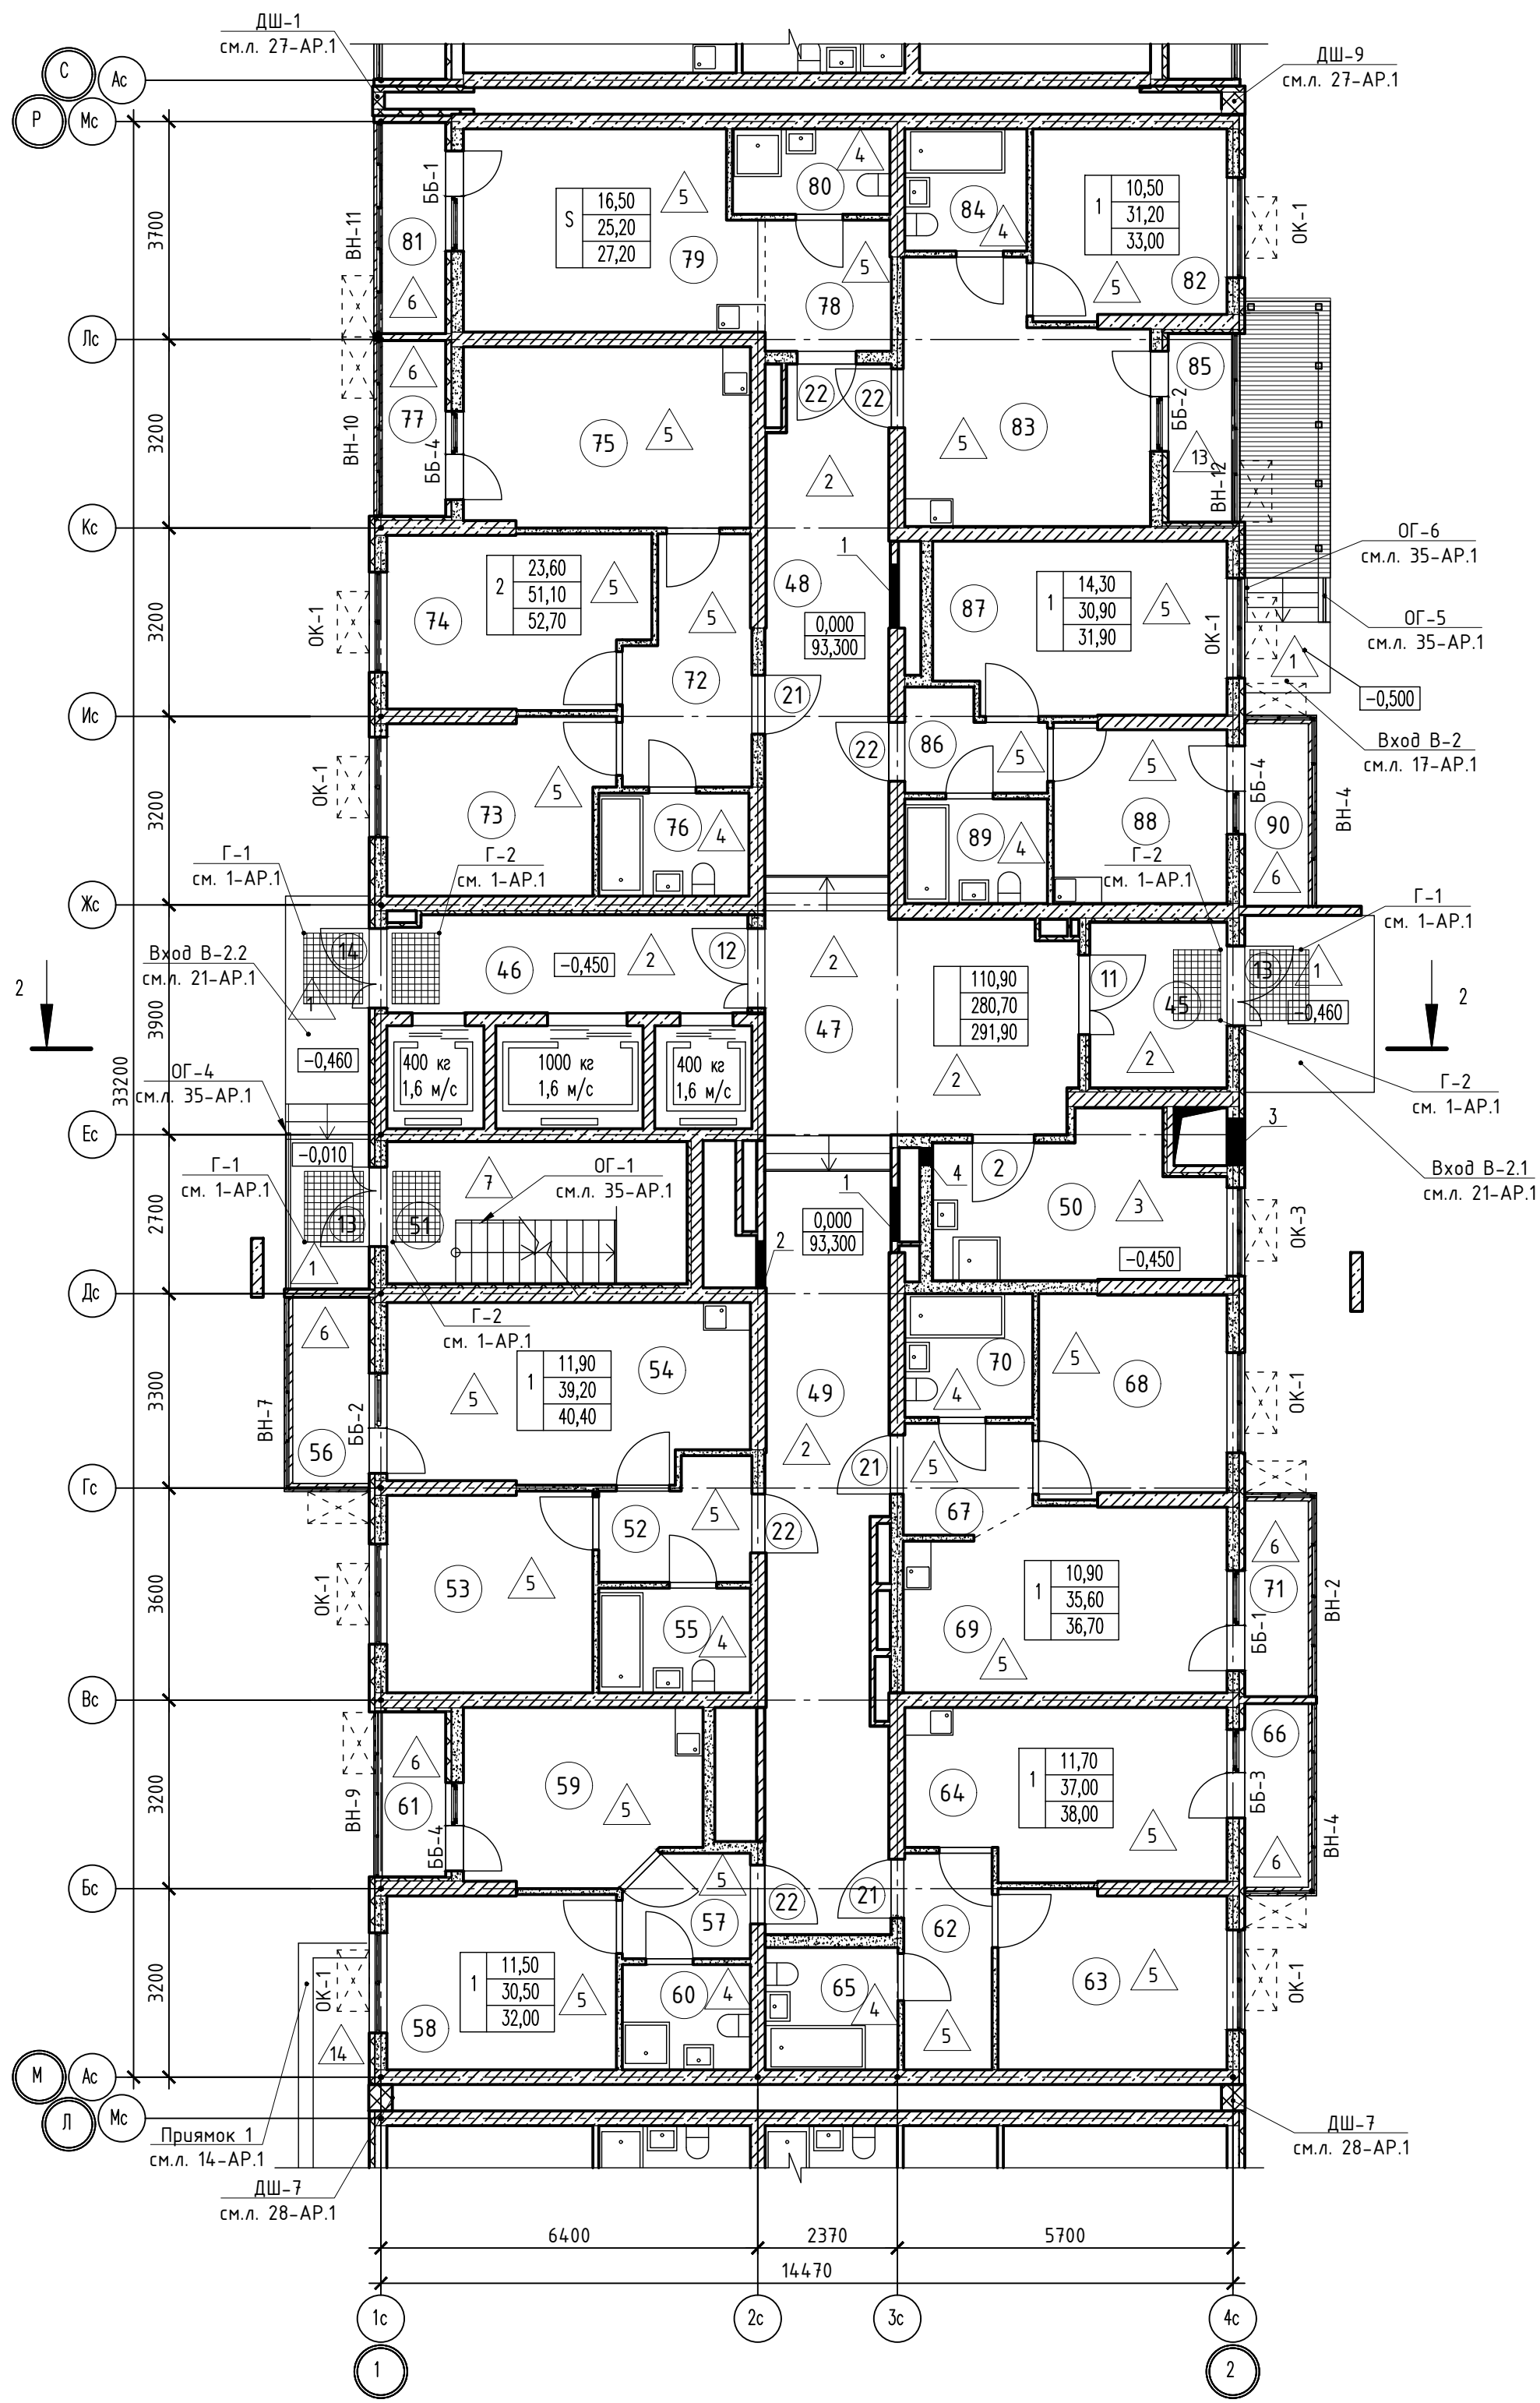 ДШ-1
см.л. 27-АР.1
ДШ-9
см.л. 27-АР.1
С
Ас
Р
Мс
ББ-1
ВН-11
3700
81
6
S
16,50
25,20
27,20
5
79
80
4
84
4
1
10,50
31,20
33,00
5
82
ОК-1
5
78
Лс
22
22
6
77
ВН-10
ББ-4
3200
75
5
2
83
5
85
ББ-2
13
ВН-12
Кс
1
48
0,000
93,300
ОГ-6
см.л. 35-АР.1
ОГ-5
см.л. 35-АР.1
3200
ОК-1
74
2
23,60
51,10
52,70
5
5
72
21
87
1
14,30
30,90
31,90
5
ОК-1
1
-0,500
Вход В-2
см.л. 17-АР.1
Ис
22
86
5
5
3200
ОК-1
73
5
76
4
89
4
88
ББ-4
90
ВН-4
6
Г-1
см. 1-АР.1
Г-2
см. 1-АР.1
Г-2
см. 1-АР.1
Г-1
см. 1-АР.1
Жс
Вход В-2.2
см.л. 21-АР.1
14
46
-0,450
2
12
2
47
110,90
280,70
291,90
2
11
45
2
13
1
-0,460
2
2
3900
33200
1
-0,460
400 кг
1,6 м/с
1000 кг
1,6 м/с
400 кг
1,6 м/с
ОГ-4
см.л. 35-АР.1
Г-2
см. 1-АР.1
Ес
3
Вход В-2.1
см.л. 21-АР.1
-0,010
Г-1
см. 1-АР.1
2700
13
51
7
ОГ-1
см.л. 35-АР.1
1
2
0,000
93,300
1
4
2
50
3
-0,450
ОК-3
Дс
Г-2
см. 1-АР.1
6
3300
ВН-7
56
ББ-2
5
1
11,90
39,20
40,40
54
49
2
70
4
5
68
ОК-1
Гс
21
5
67
52
5
22
3600
ОК-1
53
5
55
4
69
1
10,90
35,60
36,70
5
6
71
ББ-1
ВН-2
Вс
6
61
ВН-9
ББ-4
3200
59
5
64
1
11,70
37,00
38,00
5
66
ББ-3
ВН-4
6
Бс
5
57
22
21
62
3200
ОК-1
14
58
1
11,50
30,50
32,00
5
60
4
65
4
5
63
5
ОК-1
М
Ас
Л
Мс
Приямок 1
см.л. 14-АР.1
ДШ-7
см.л. 28-АР.1
ДШ-7
см.л. 28-АР.1
6400
2370
5700
14470
1с
2с
3с
4с
1
2